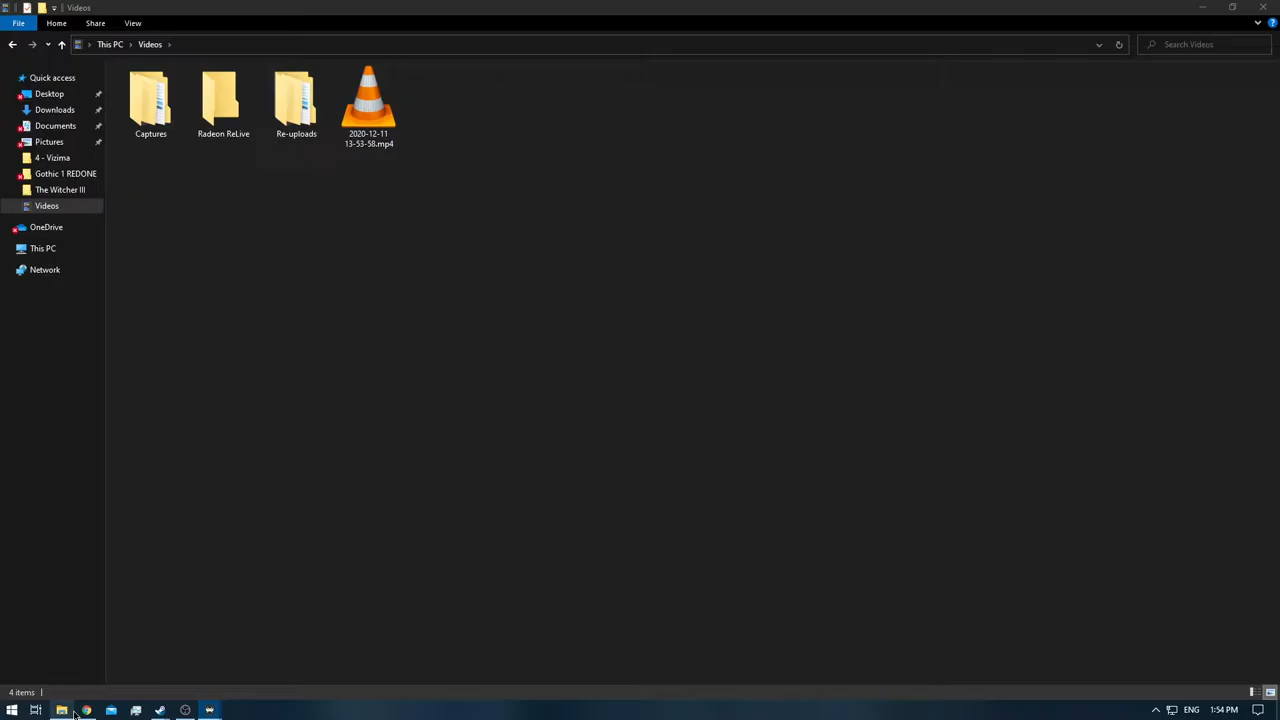 Videos
File Home Share View
This PC Videos
Search Videos
Quick access
Desktop
Downloads
Documents
Pictures
4 - Vizima
Gothic 1 REDONE
The Witcher III
Videos
OneDrive
This PC
Network
Captures
Radeon ReLive
Re-uploads
2020-12-11
13-53-58.mp4
4 items
ENG 1:54 PM